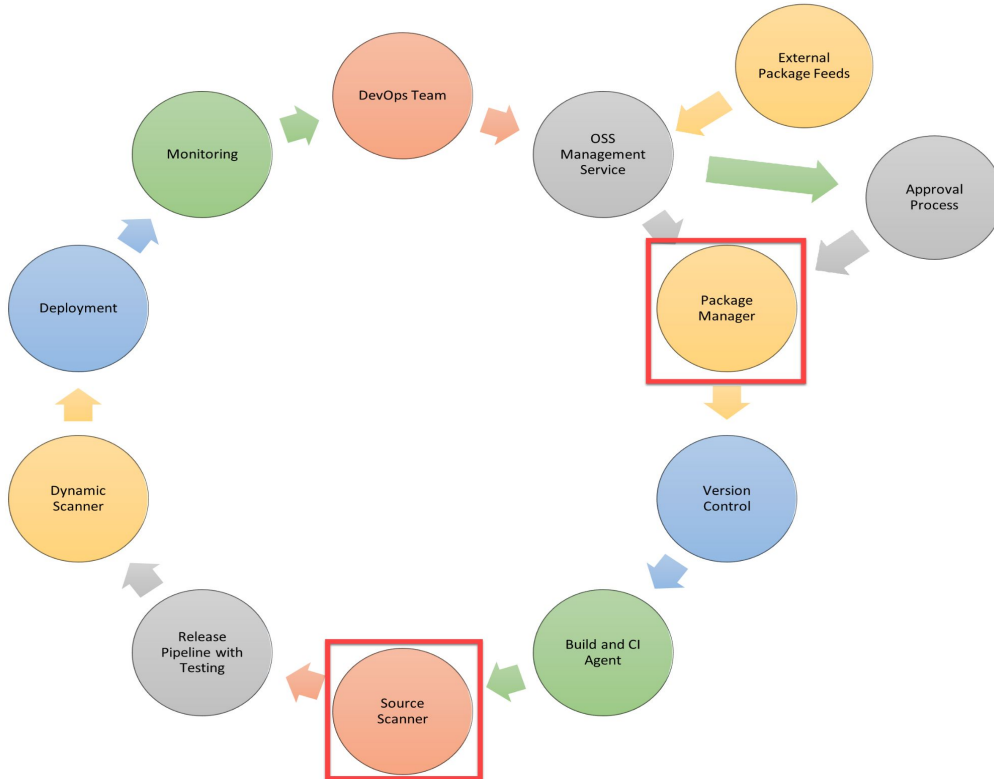 DevOps Team
External
Package Feeds
OSS
Management
Service
Approval
Process
Package
Manager
Version
Control
Build and CI
Agent
Source
Scanner
Release
Pipeline with
Testing
Dynamic
Scanner
Deployment
Monitoring